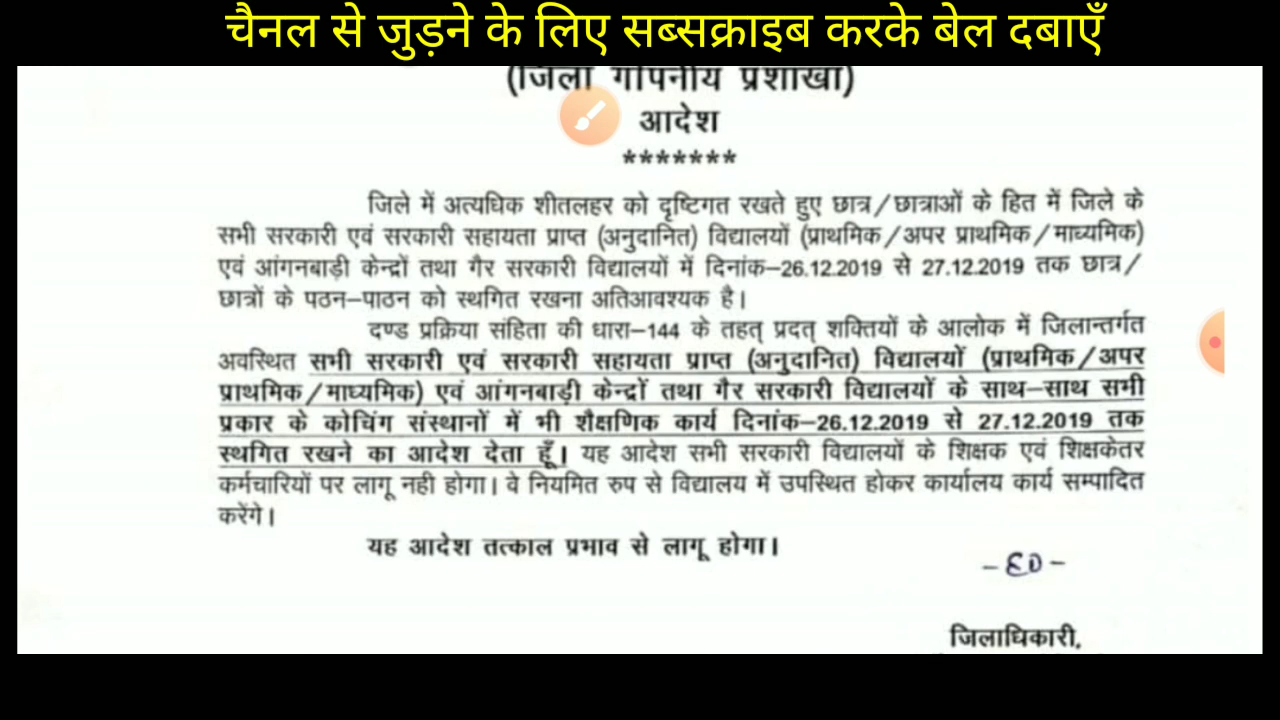 चैनल से जुड़ने के लिए सब्सक्राइब करके बेल दबाएँ
(जिला गोपनीय प्रशाखा)
आदेश
*******
जिले में अत्यधिक शीतलहर को दृष्टिगत रखते हुए छात्र/छात्राओं के हित में जिले के
सभी सरकारी एवं सरकारी सहायता प्राप्त (अनुदानित) विद्यालयों (प्राथमिक/अपर प्राथमिक/माध्यमिक)
एवं आंगनबाड़ी केन्द्रों तथा गैर सरकारी विद्यालयों में दिनांक–26.12.2019 से 27.12.2019 तक छात्र/
छात्रों के पठन–पाठन को स्थगित रखना अतिआवश्यक है।
दण्ड प्रक्रिया संहिता की धारा–144 के तहत् प्रदत् शक्तियों के आलोक में जिलान्तर्गत
अवस्थित सभी सरकारी एवं सरकारी सहायता प्राप्त (अनुदानित) विद्यालयों (प्राथमिक/अपर
प्राथमिक/माध्यमिक) एवं आंगनबाड़ी केन्द्रों तथा गैर सरकारी विद्यालयों के साथ–साथ सभी
प्रकार के कोचिंग संस्थानों में भी शैक्षणिक कार्य दिनांक–26.12.2019 से 27.12.2019 तक
स्थगित रखने का आदेश देता हूँ। यह आदेश सभी सरकारी विद्यालयों के शिक्षक एवं शिक्षकेतर
कर्मचारियों पर लागू नही होगा। वे नियमित रुप से विद्यालय में उपस्थित होकर कार्यालय कार्य सम्पादित
करेंगे।
यह आदेश तत्काल प्रभाव से लागू होगा।
जिलाधिकारी,